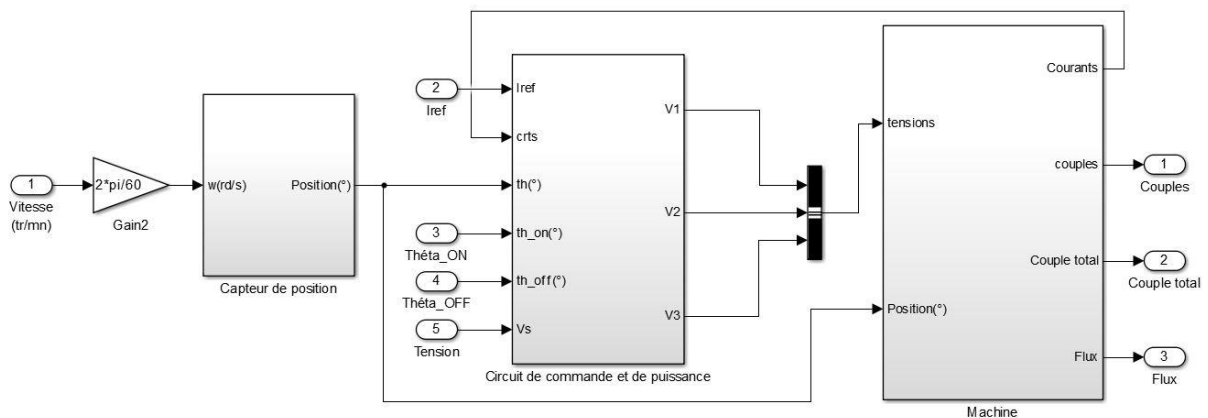 1
Vitesse
(tr/mn)
2*pi/60
Gain2
w(rd/s)
Position(°)
Capteur de position
2
Iref
3
Théta_ON
4
Théta_OFF
5
Tension
Iref
crts
th(°)
th_on(°)
th_off(°)
Vs
V1
V2
V3
Circuit de commande et de puissance
tensions
Position(°)
Courants
couples
Couple total
Flux
Machine
1
Couples
2
Couple total
3
Flux